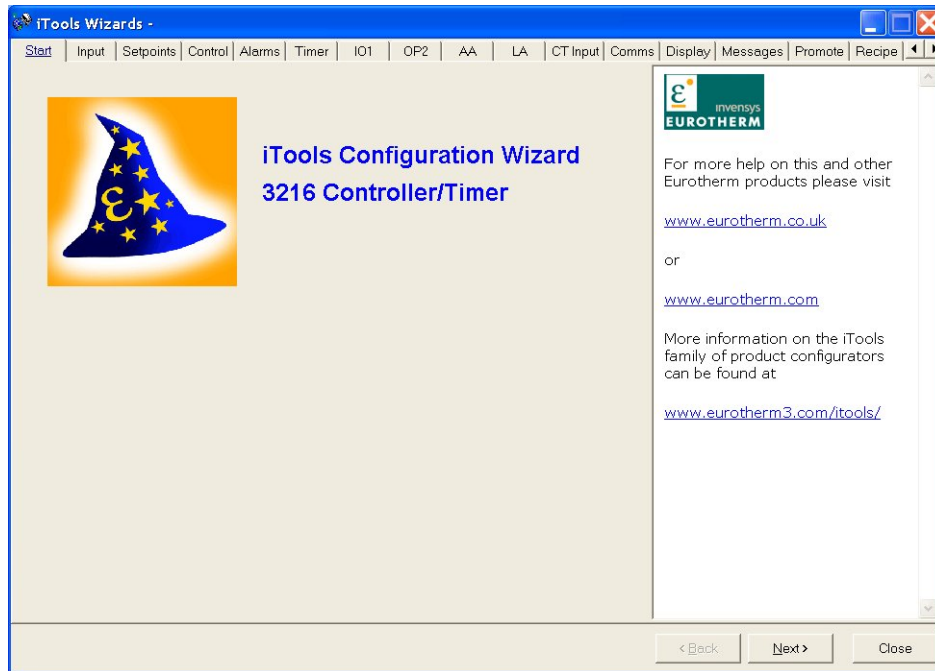 iTools Wizards -
Start Input Setpoints Control Alarms Timer IO1 OP2 AA LA CT Input Comms Display Messages Promote Recipe
ε
iTools Configuration Wizard
3216 Controller/Timer
ε
invensys
EUROTHERM
For more help on this and other
Eurotherm products please visit
www.eurotherm.co.uk
or
www.eurotherm.com
More information on the iTools
family of product configurators
can be found at
www.eurotherm3.com/itools/
< Back Next > Close